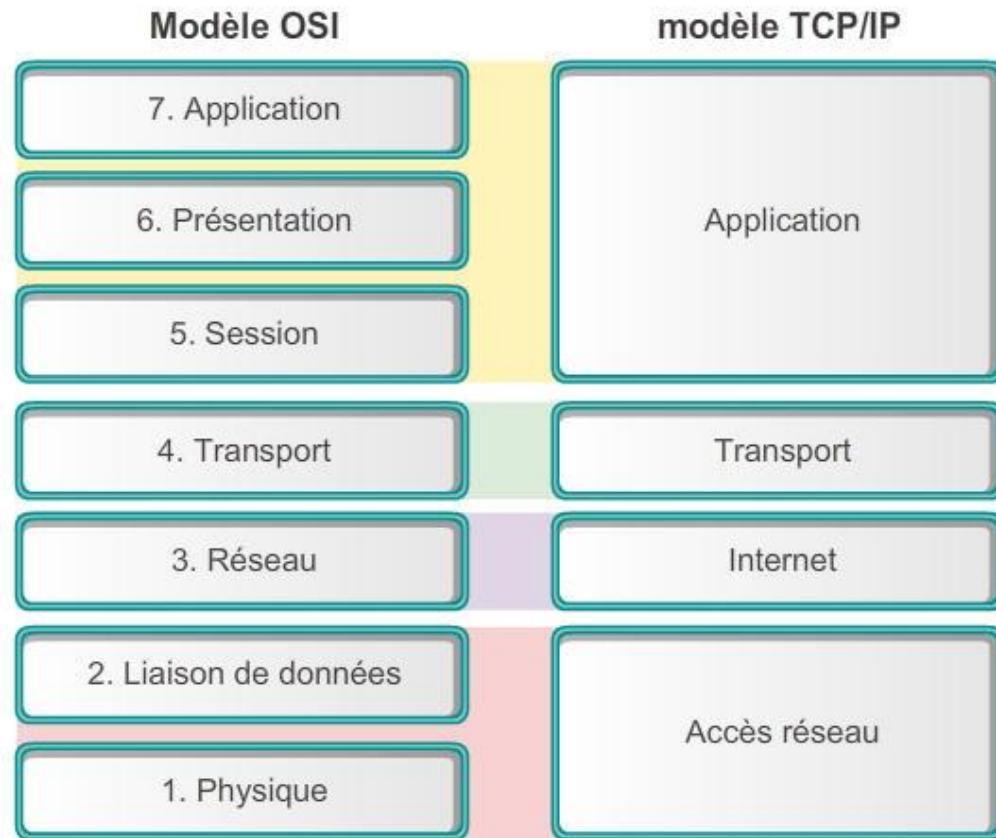 Modèle OSI
modèle TCP/IP
7. Application
6. Présentation
5. Session
Application
4. Transport
Transport
3. Réseau
Internet
2. Liaison de données
1. Physique
Accès réseau